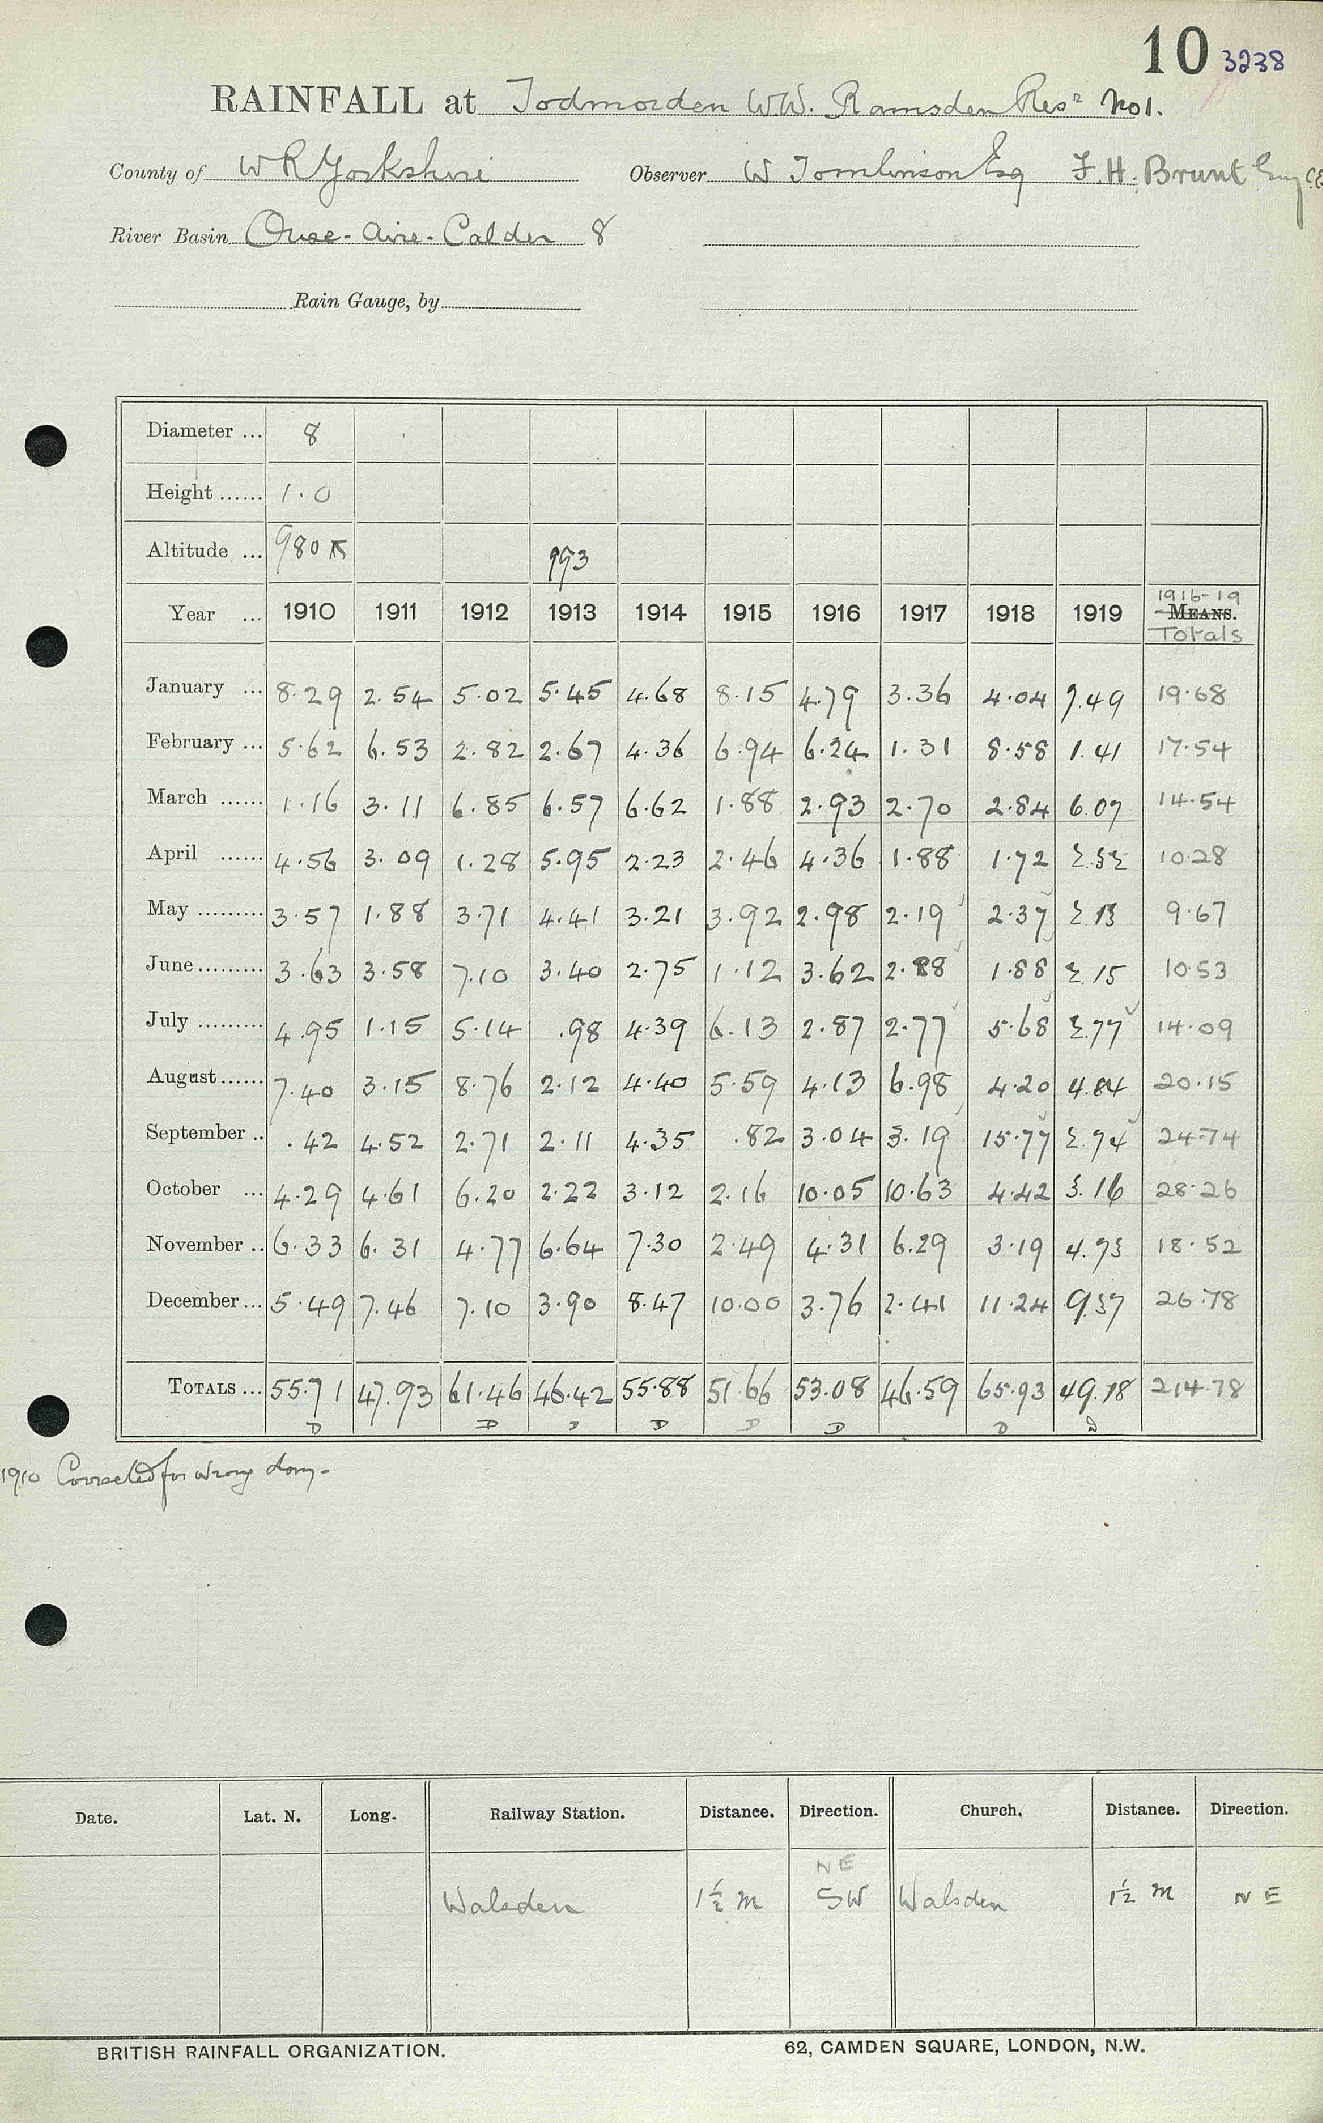 10 3238
RAINFALL at Todmorden W.W. Ramsden Resr No1.
County of W R Yorkshire Observer W Tomlinson Esq F.H. Brunt Esq C.E
River Basin Ouse-Aire-Calder 8
Rain Gauge, by
Diameter ... 8
Height ...... 1.0
Altitude ... 980 993
Year ... 1910 1911 1912 1913 1914 1915 1916 1917 1918 1919 1916-19 MEANS. Totals
January ... 8.29 2.54 5.02 5.45 4.68 8.15 4.79 3.36 4.04 7.49 19.68
February ... 5.62 6.53 2.82 2.67 4.36 6.94 6.24 1.31 8.58 1.41 17.54
March ...... 1.16 3.11 6.85 6.57 6.62 1.88 2.93 2.70 2.84 6.07 14.54
April ...... 4.56 3.09 1.28 5.95 2.23 2.46 4.36 1.88 1.72 2.32 10.28
May ......... 3.57 1.88 3.71 4.41 3.21 3.92 2.98 2.19 2.37 2.13 9.67
June ......... 3.63 3.58 7.10 3.40 2.75 1.12 3.62 2.88 1.88 2.15 10.53
July ......... 4.95 1.15 5.14 .98 4.39 6.13 2.87 2.77 5.68 2.77 14.09
August ...... 7.40 3.15 8.76 2.12 4.40 5.59 4.13 6.98 4.20 4.84 20.15
September .. .42 4.52 2.71 2.11 4.35 .82 3.04 3.19 15.77 2.74 24.74
October ... 4.29 4.61 6.20 2.22 3.12 2.16 10.05 10.63 4.42 3.16 28.26
November .. 6.33 6.31 4.77 6.64 7.30 2.49 4.31 6.29 3.19 4.73 18.52
December ... 5.49 7.46 7.10 3.90 8.47 10.00 3.76 2.41 11.24 9.37 26.78
TOTALS ... 55.71 47.93 61.46 46.42 55.88 51.66 53.08 46.59 65.93 49.18 214.78
D D D D D D D D
1910 Corrected for wrong dom.
Date. Lat. N. Long. Railway Station. Distance. Direction. Church. Distance. Direction.
NE
Walsden 1½ m SW Walsden 1½ m NE
BRITISH RAINFALL ORGANIZATION. 62, CAMDEN SQUARE, LONDON, N.W.